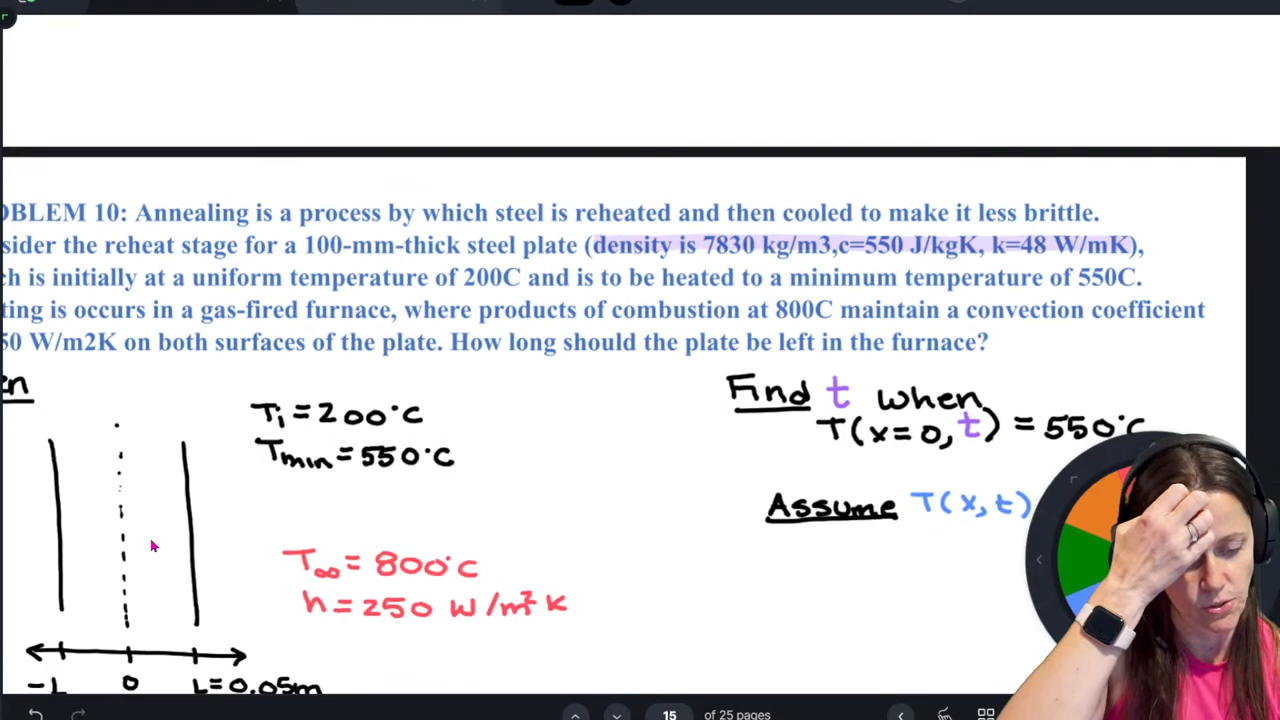 OBLEM 10: Annealing is a process by which steel is reheated and then cooled to make it less brittle.
sider the reheat stage for a 100-mm-thick steel plate (density is 7830 kg/m3,c=550 J/kgK, k=48 W/mK),
ch is initially at a uniform temperature of 200C and is to be heated to a minimum temperature of 550C.
ting is occurs in a gas-fired furnace, where products of combustion at 800C maintain a convection coefficient
50 W/m2K on both surfaces of the plate. How long should the plate be left in the furnace?
en
Ti = 200°C
Tmin = 550°C
Find t when
T(x=0, t) = 550°C
Assume T(x, t)
T∞ = 800°C
h = 250 W/m² K
-L 0 L=0.05m
15 of 25 pages